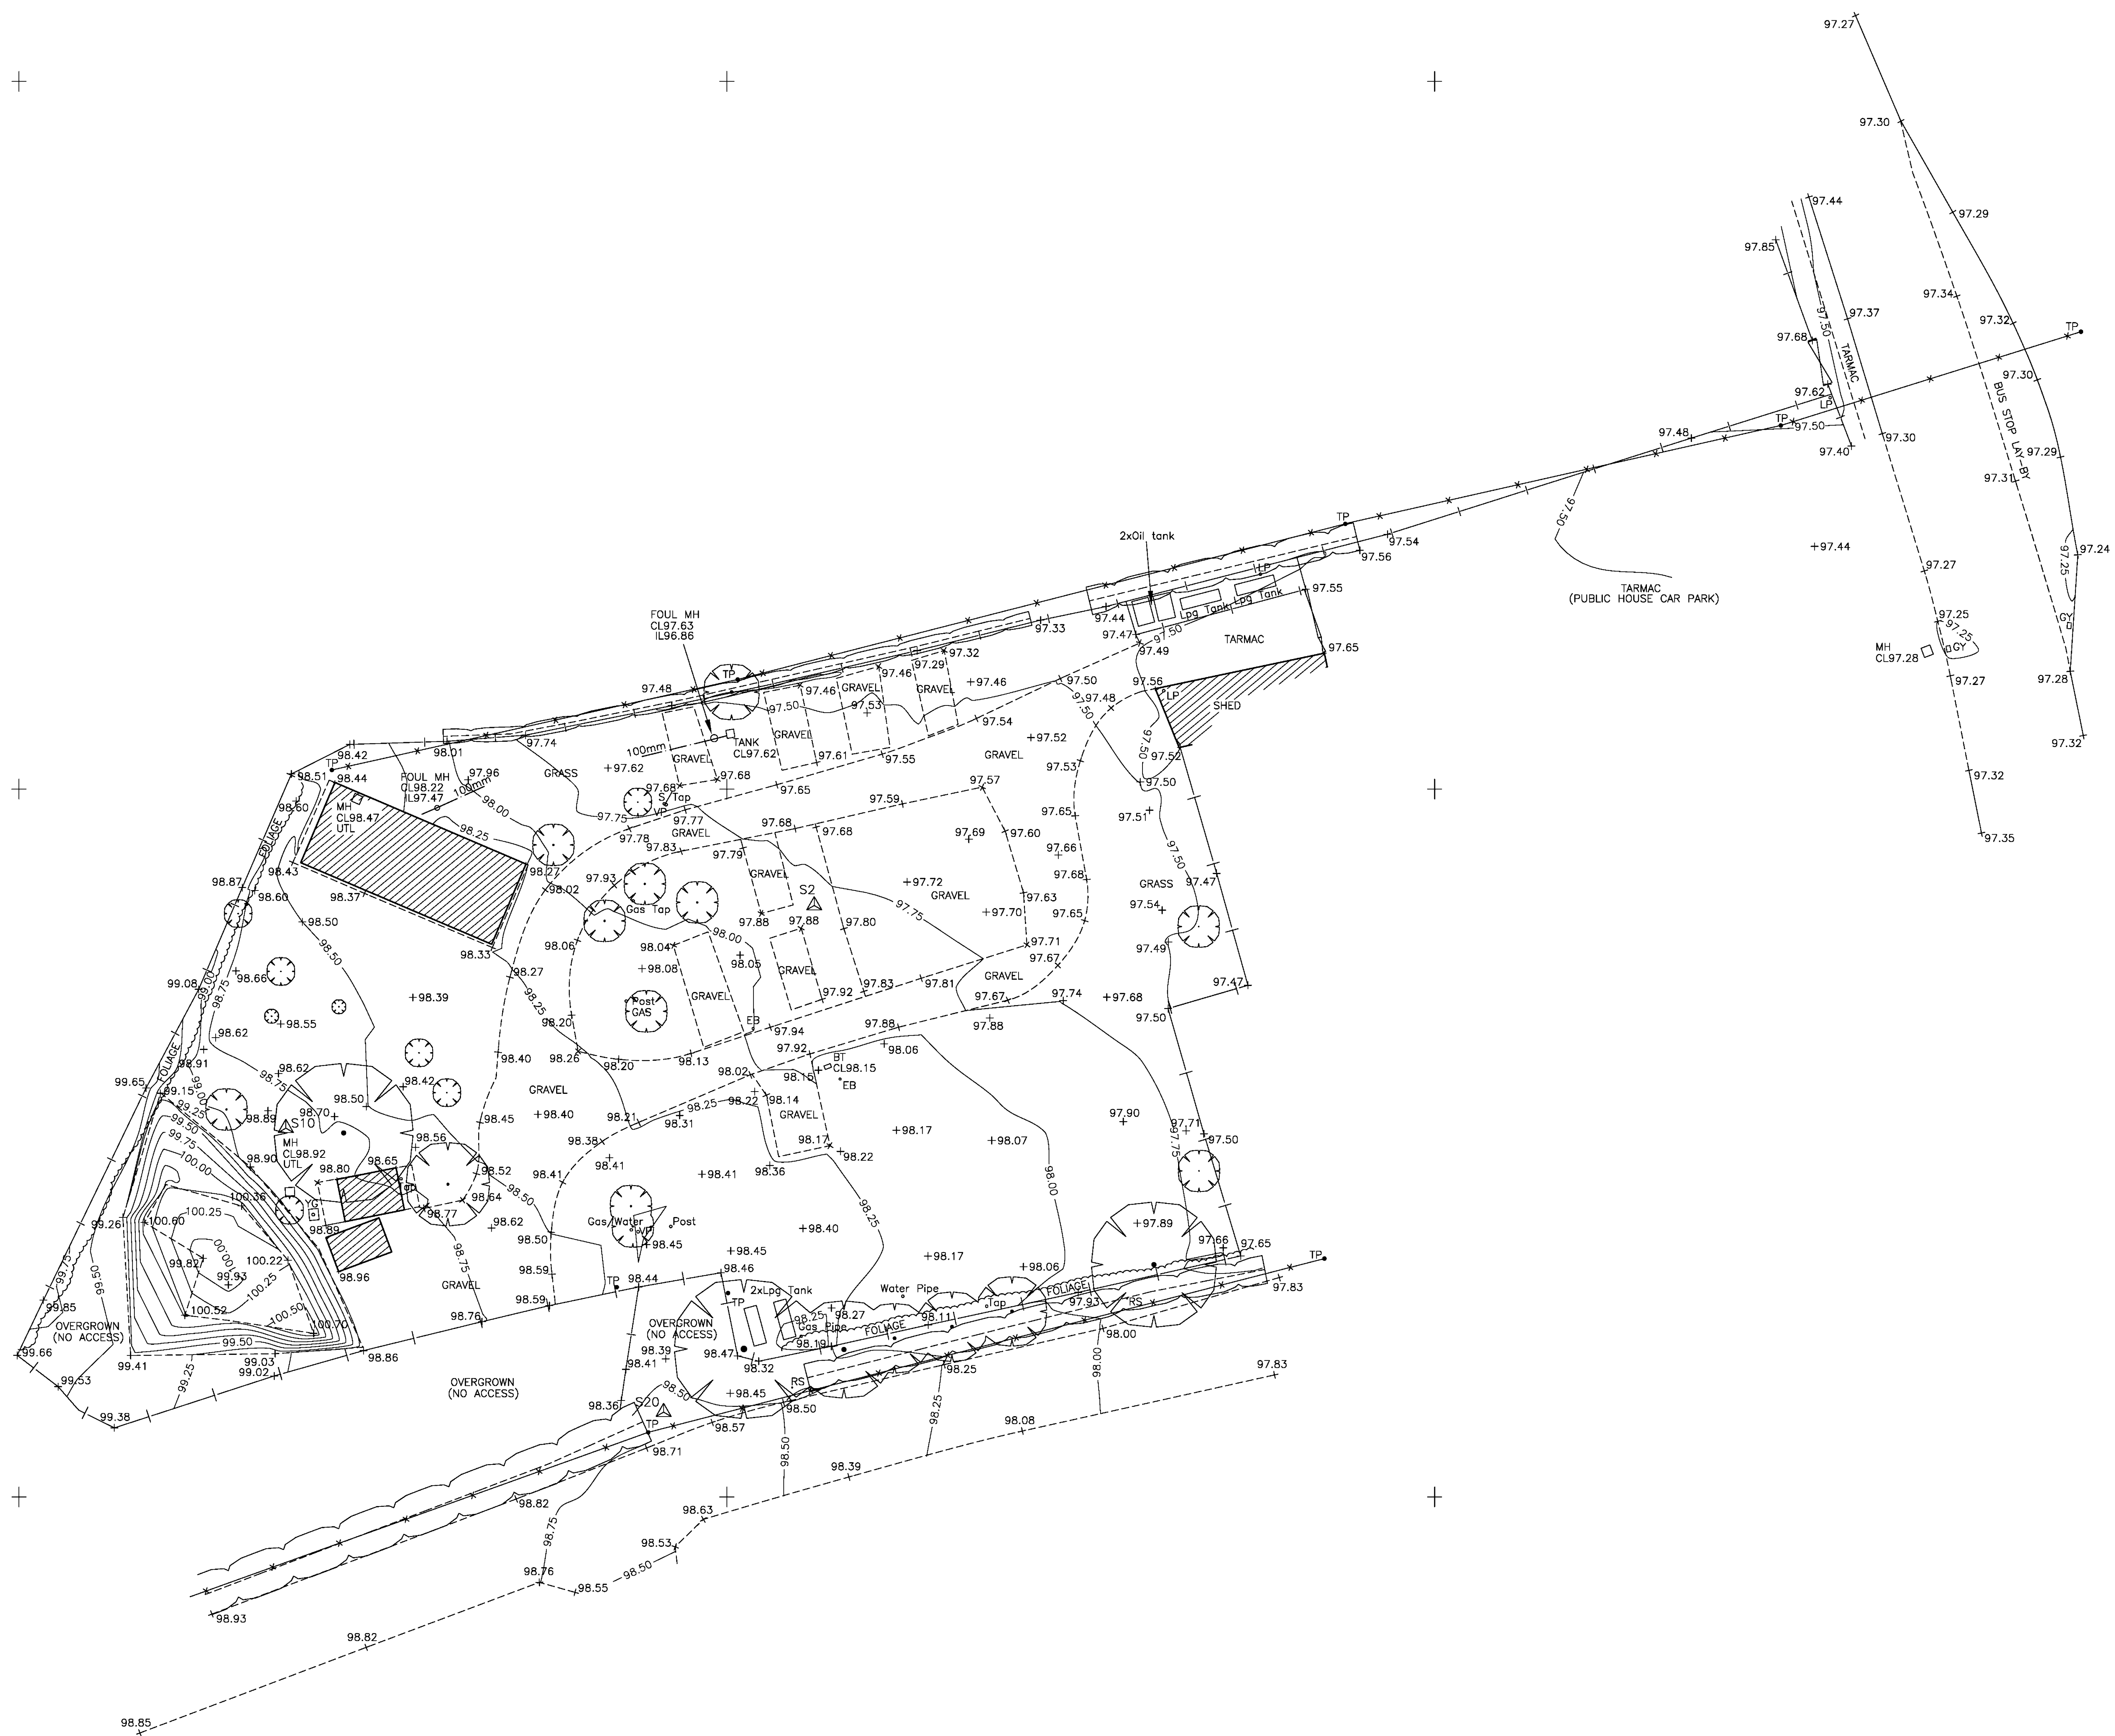 97.27
97.30
97.44
97.29
97.85
97.34
97.37
97.32
TP
97.50
97.68
TARMAC
97.30
97.62
LP
BUS STOP LAY-BY
TP
97.50
97.48
97.30
97.40
97.29
97.31
97.50
TP
2xOil tank
97.54
97.56
97.44
97.24
97.25
97.27
LP
97.55
TARMAC
(PUBLIC HOUSE CAR PARK)
Lpg Tank
Lpg Tank
FOUL MH
CL97.63
IL96.86
97.44
97.33
97.47
97.50
TARMAC
97.49
97.65
97.25
97.25
GY
GY
MH
CL97.28
97.27
97.28
97.32
97.29
97.46
TP
97.48
97.46
GRAVEL
GRAVEL
97.46
97.50
97.56
LP
97.48
97.50
SHED
97.50
97.53
97.54
97.52
97.32
97.74
98.42
98.01
TANK
CL97.62
GRAVEL
100mm
97.61
97.55
GRAVEL
97.50
97.52
TP
98.51
98.44
97.96
GRASS
97.62
GRAVEL
97.68
97.53
97.32
FOUL MH
CL98.22
IL97.47
100mm
97.68
97.65
97.57
97.50
98.60
MH
CL98.47
UTL
98.00
S Tap
VP
97.59
97.65
97.51
98.25
97.75
97.77
GRAVEL
97.78
97.68
97.68
97.69
97.60
97.35
FOLIAGE
97.83
97.79
97.66
97.50
98.43
98.27
97.93
GRAVEL
97.72
97.68
GRASS
97.47
98.87
98.60
98.37
98.02
S2
GRAVEL
97.63
97.54
Gas Tap
97.75
97.70
97.65
98.50
97.88
97.88
97.80
98.50
98.00
98.06
98.04
97.71
97.49
98.33
98.05
97.67
98.66
98.27
98.08
GRAVEL
GRAVEL
97.81
97.83
97.47
99.08
99.00
98.75
98.39
98.25
Post
GAS
GRAVEL
97.92
97.67
97.74
97.68
97.50
98.55
98.20
EB
97.94
97.88
97.88
98.62
FOLIAGE
98.91
98.40
98.26
98.20
98.13
97.92
98.06
BT
CL98.15
98.15
EB
98.62
98.75
98.42
98.02
99.65
99.15
99.00
GRAVEL
98.22
98.14
99.25
98.89
98.70
98.50
98.45
98.40
98.21
98.25
98.31
GRAVEL
97.90
97.71
97.50
99.50
S10
98.17
98.07
99.75
MH
CL98.92
UTL
98.56
98.38
98.17
98.22
97.75
100.00
98.90
98.80
98.65
98.52
98.41
98.41
98.41
98.36
98.00
100.36
YG
98.64
98.50
99.26
100.60
100.25
98.89
98.77
98.62
Gas/Water
VP
Post
98.40
98.25
97.89
98.50
99.82
100.00
100.22
98.45
98.45
98.17
97.66
97.65
99.75
99.50
99.93
100.25
98.96
98.75
98.59
98.06
TP
99.85
100.52
100.50
GRAVEL
98.59
TP
98.44
98.46
2xLpg Tank
Water Pipe
Tap
FOLIAGE
97.83
OVERGROWN
(NO ACCESS)
100.70
98.76
TP
98.25
98.27
98.11
97.93
RS
99.66
99.41
99.50
98.86
OVERGROWN
(NO ACCESS)
Gas Pipe
FOLIAGE
98.00
99.53
99.25
99.03
99.02
98.39
98.41
98.47
98.32
98.19
98.25
98.00
97.83
OVERGROWN
(NO ACCESS)
98.50
98.45
RS
98.36
S20
98.50
98.25
99.38
TP
98.57
98.08
98.71
98.50
98.39
98.82
98.63
98.75
98.53
98.50
98.76
98.55
98.93
98.82
98.85